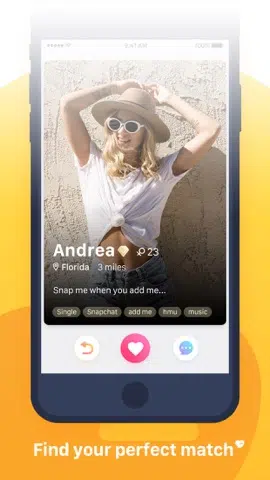 9:41 AM
100%
Andrea 23
Florida 3 miles
Snap me when you add me...
Single Snapchat add me hmu music
Find your perfect match